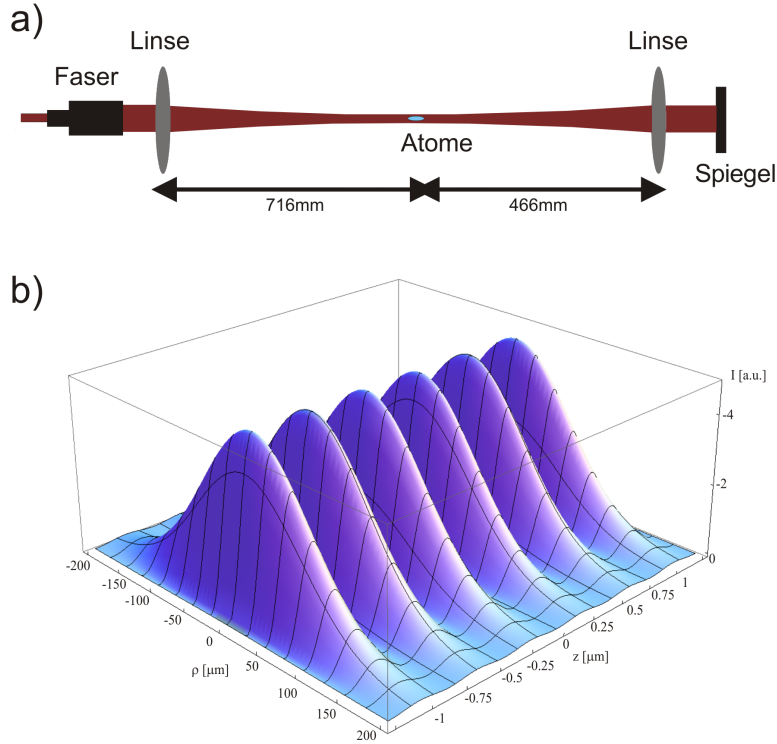 a)
Linse
Linse
Faser
Atome
Spiegel
716mm
466mm
b)
I [a.u.]
-4
-2
0
-200
-150
-100
-50
0
50
100
150
200
ρ [μm]
-1
-0.75
-0.5
-0.25
0
0.25
0.5
0.75
1
z [μm]